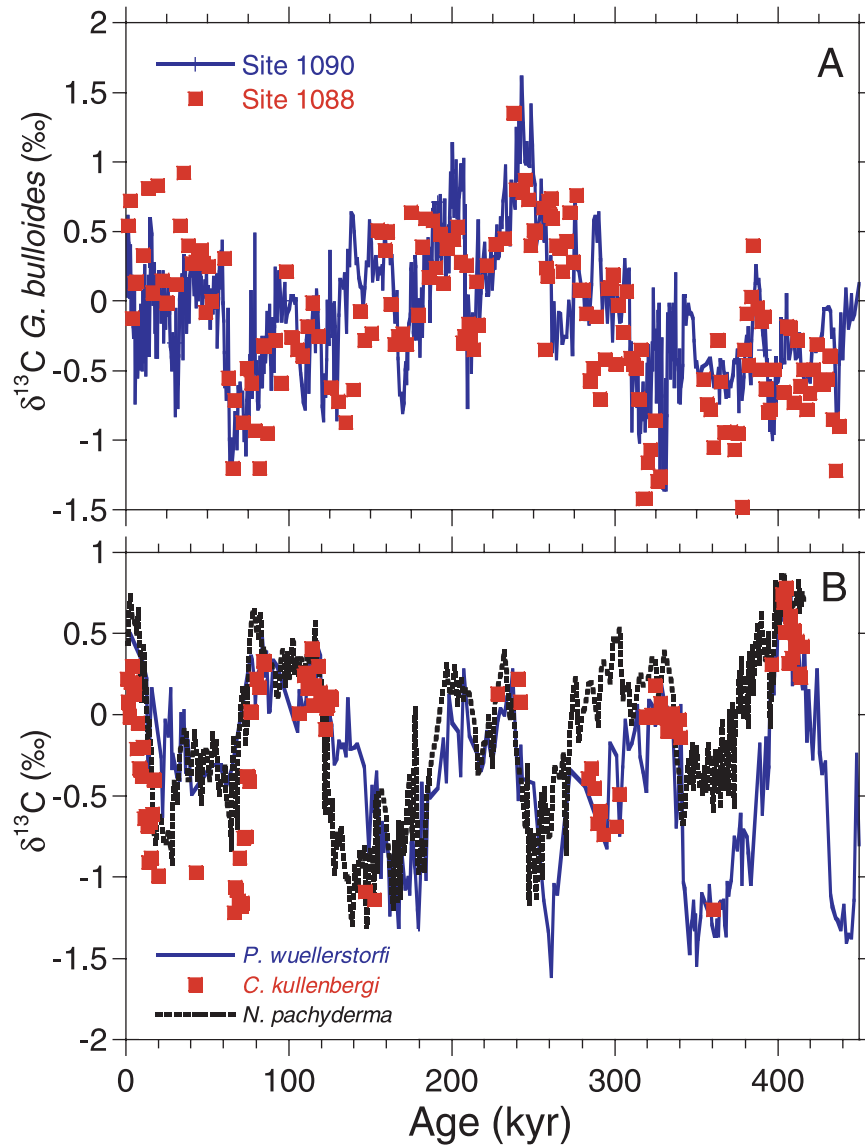 2
1.5
1
0.5
0
-0.5
-1
-1.5
δ¹³C G. bulloides (‰)
Site 1090
Site 1088
A
1
0.5
0
-0.5
-1
-1.5
-2
δ¹³C (‰)
B
P. wuellerstorfi
C. kullenbergi
N. pachyderma
0 100 200 300 400
Age (kyr)